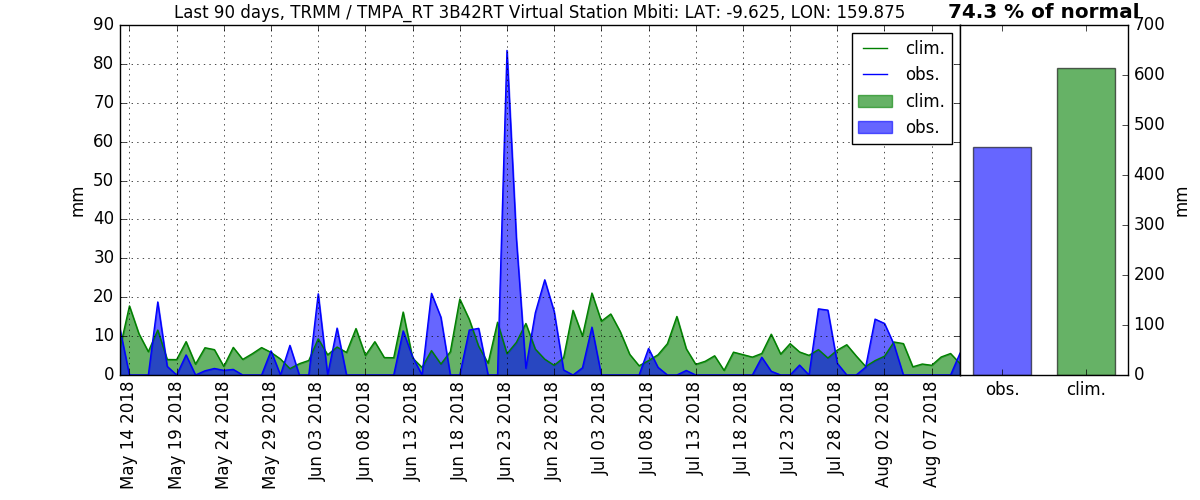 Last 90 days, TRMM / TMPA_RT 3B42RT Virtual Station Mbiti: LAT: -9.625, LON: 159.875
74.3 % of normal
90
80
70
60
50
40
30
20
10
0
mm
clim.
obs.
clim.
obs.
May 14 2018
May 19 2018
May 24 2018
May 29 2018
Jun 03 2018
Jun 08 2018
Jun 13 2018
Jun 18 2018
Jun 23 2018
Jun 28 2018
Jul 03 2018
Jul 08 2018
Jul 13 2018
Jul 18 2018
Jul 23 2018
Jul 28 2018
Aug 02 2018
Aug 07 2018
700
600
500
400
300
200
100
0
mm
obs.
clim.